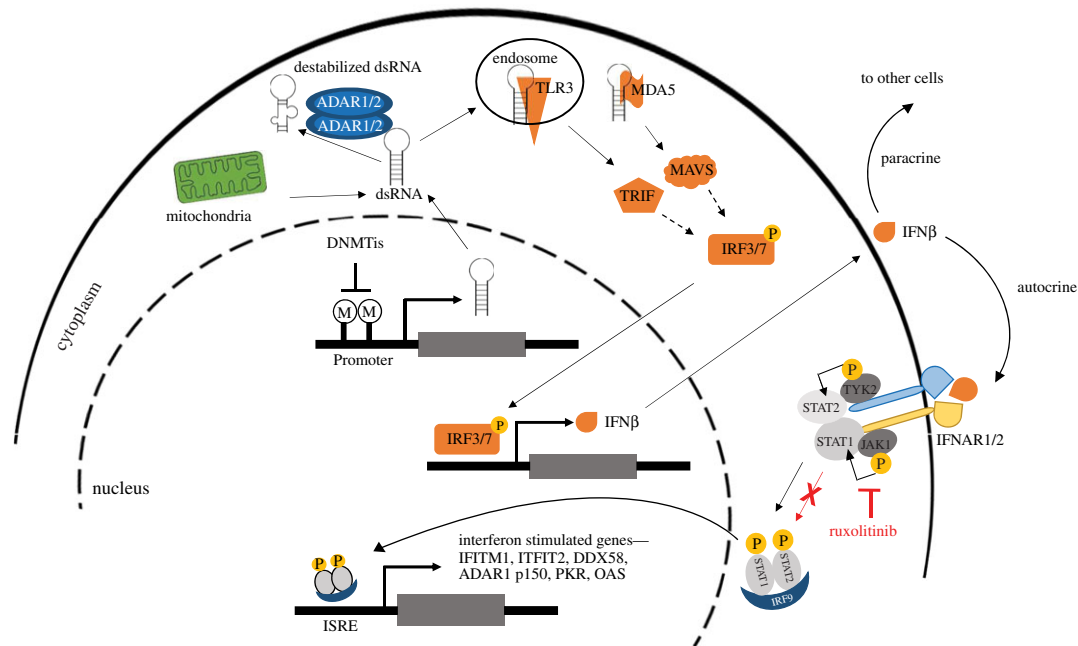 destabilized dsRNA
ADAR1/2
ADAR1/2
dsRNA
mitochondria
endosome
TLR3
MDA5
MAVS
TRIF
P
IRF3/7
to other cells
paracrine
IFNβ
autocrine
cytoplasm
DNMTis
M M
Promoter
P
IRF3/7
IFNβ
nucleus
P
TYK2
STAT2
STAT1
JAK1
P
IFNAR1/2
ruxolitinib
X
P P
STAT1
STAT2
IRF9
interferon stimulated genes—
IFITM1, ITFIT2, DDX58,
ADAR1 p150, PKR, OAS
P P
ISRE